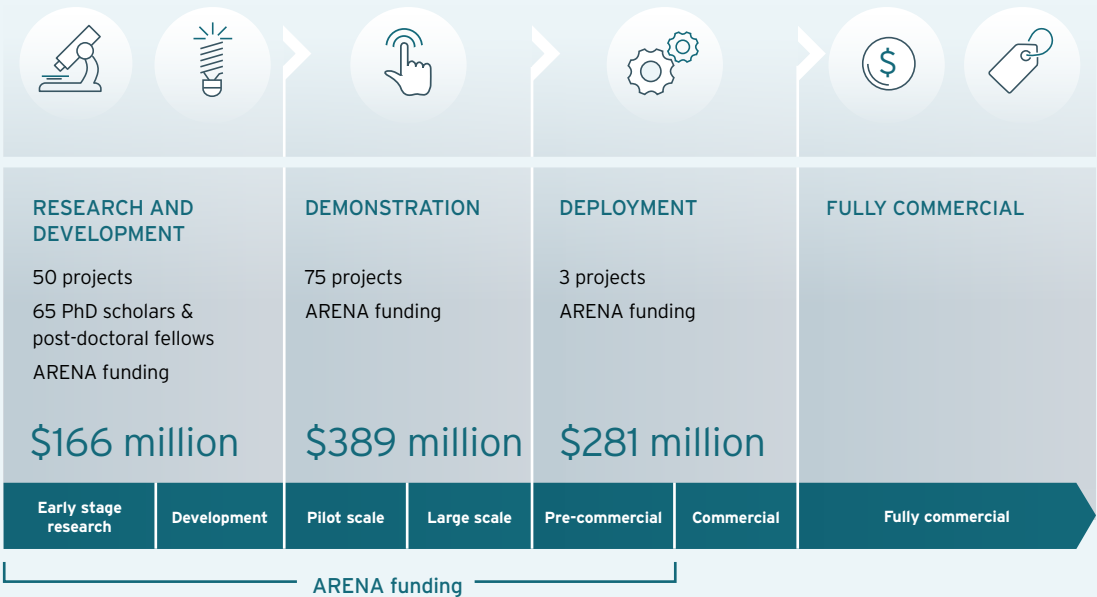 RESEARCH AND
DEVELOPMENT
50 projects
65 PhD scholars &
post-doctoral fellows
ARENA funding
$166 million
DEMONSTRATION
75 projects
ARENA funding
$389 million
DEPLOYMENT
3 projects
ARENA funding
$281 million
FULLY COMMERCIAL
Early stage
research
Development
Pilot scale
Large scale
Pre-commercial
Commercial
Fully commercial
ARENA funding